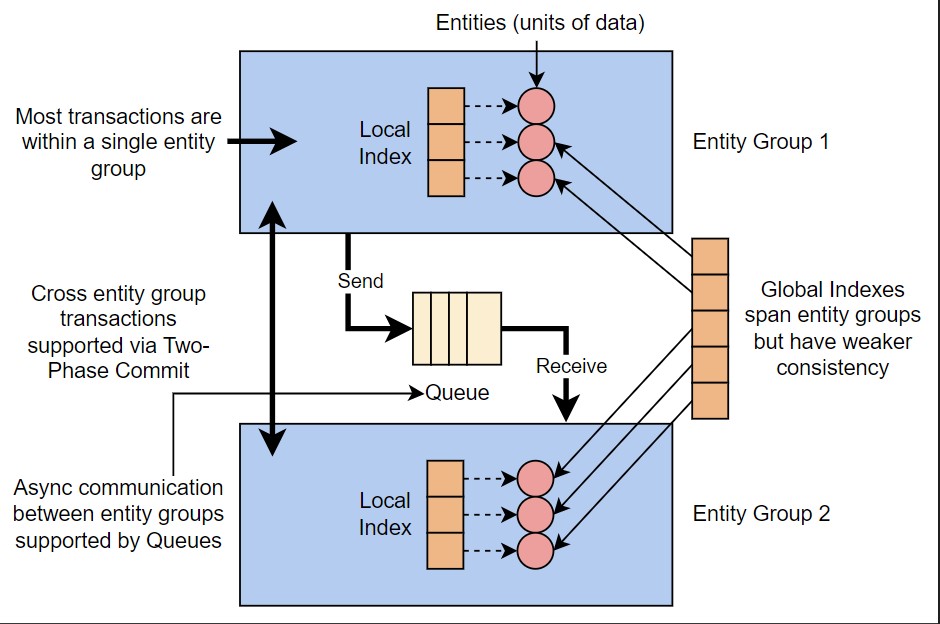 Entities (units of data)
Most transactions are
within a single entity
group
Local
Index
Entity Group 1
Send
Cross entity group
transactions
supported via Two-
Phase Commit
Global Indexes
span entity groups
but have weaker
consistency
Receive
Queue
Async communication
between entity groups
supported by Queues
Local
Index
Entity Group 2